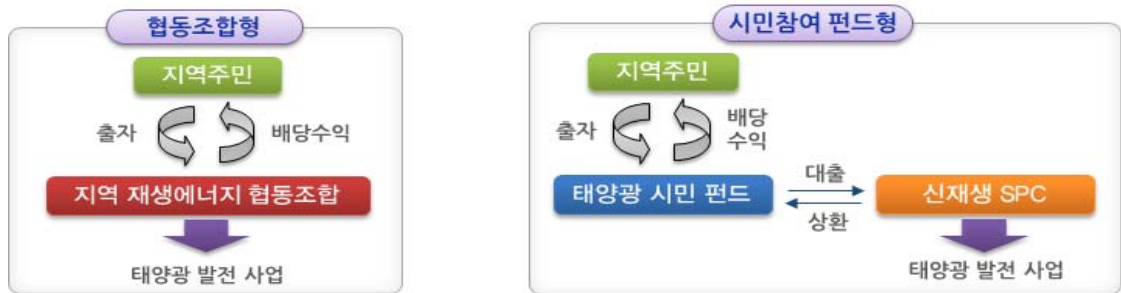 협동조합형
지역주민
출자
배당수익
지역 재생에너지 협동조합
태양광 발전 사업
시민참여 펀드형
지역주민
출자
배당
수익
태양광 시민 펀드
대출
상환
신재생 SPC
태양광 발전 사업